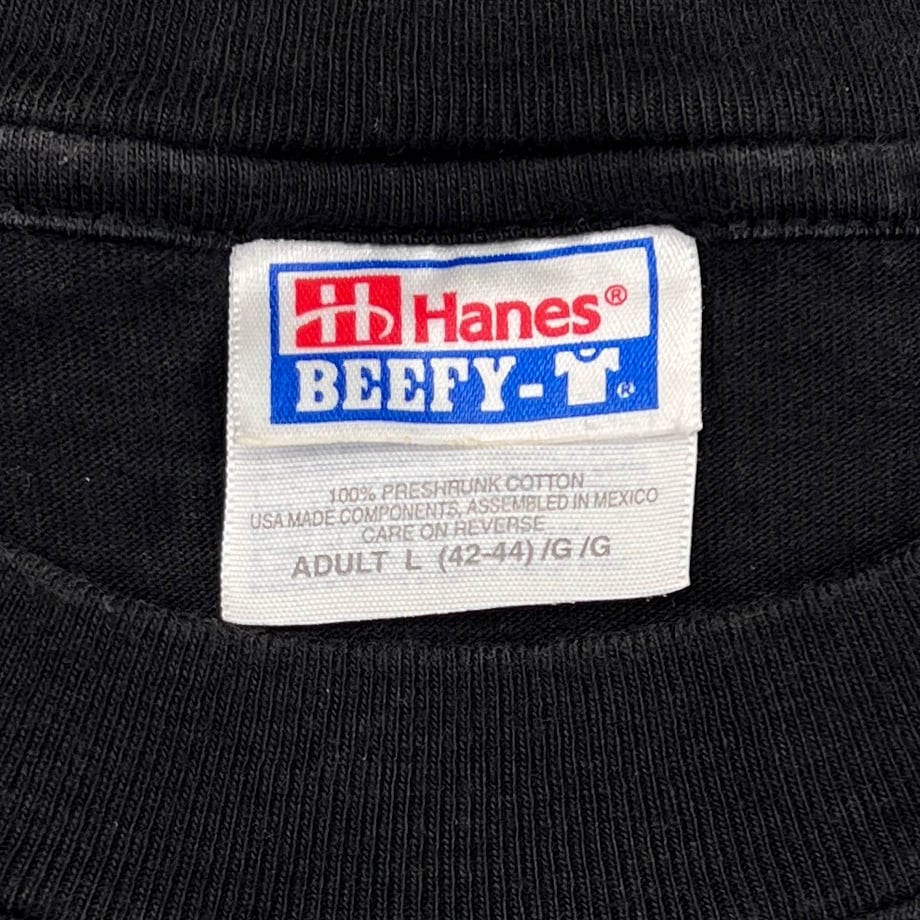 H Hanes®
BEEFY-T®
100% PRESHRUNK COTTON
USA MADE COMPONENTS, ASSEMBLED IN MEXICO
CARE ON REVERSE
ADULT L (42-44) /G /G